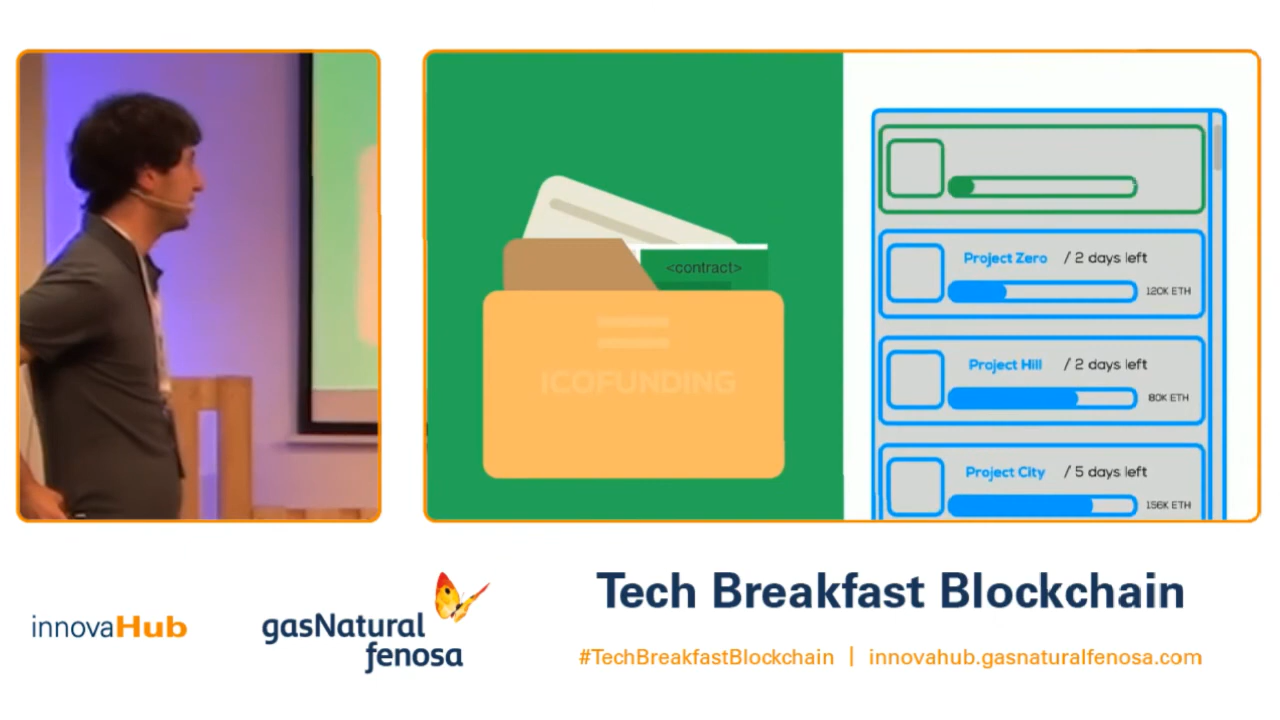 <contract>
ICOFUNDING
Project Zero / 2 days left
120K ETH
Project Hill / 2 days left
80K ETH
Project City / 5 days left
156K ETH
innovaHub
gasNatural
fenosa
Tech Breakfast Blockchain
#TechBreakfastBlockchain | innovahub.gasnaturalfenosa.com